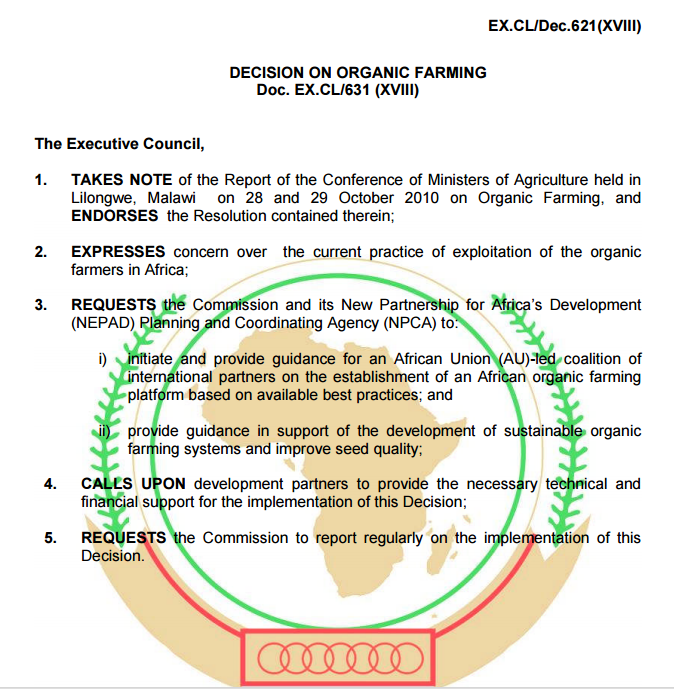 EX.CL/Dec.621(XVIII)
DECISION ON ORGANIC FARMING
Doc. EX.CL/631 (XVIII)
The Executive Council,
1. TAKES NOTE of the Report of the Conference of Ministers of Agriculture held in
Lilongwe, Malawi on 28 and 29 October 2010 on Organic Farming, and
ENDORSES the Resolution contained therein;
2. EXPRESSES concern over the current practice of exploitation of the organic
farmers in Africa;
3. REQUESTS the Commission and its New Partnership for Africa's Development
(NEPAD) Planning and Coordinating Agency (NPCA) to:
i) initiate and provide guidance for an African Union (AU)-led coalition of
international partners on the establishment of an African organic farming
platform based on available best practices; and
ii) provide guidance in support of the development of sustainable organic
farming systems and improve seed quality;
4. CALLS UPON development partners to provide the necessary technical and
financial support for the implementation of this Decision;
5. REQUESTS the Commission to report regularly on the implementation of this
Decision.